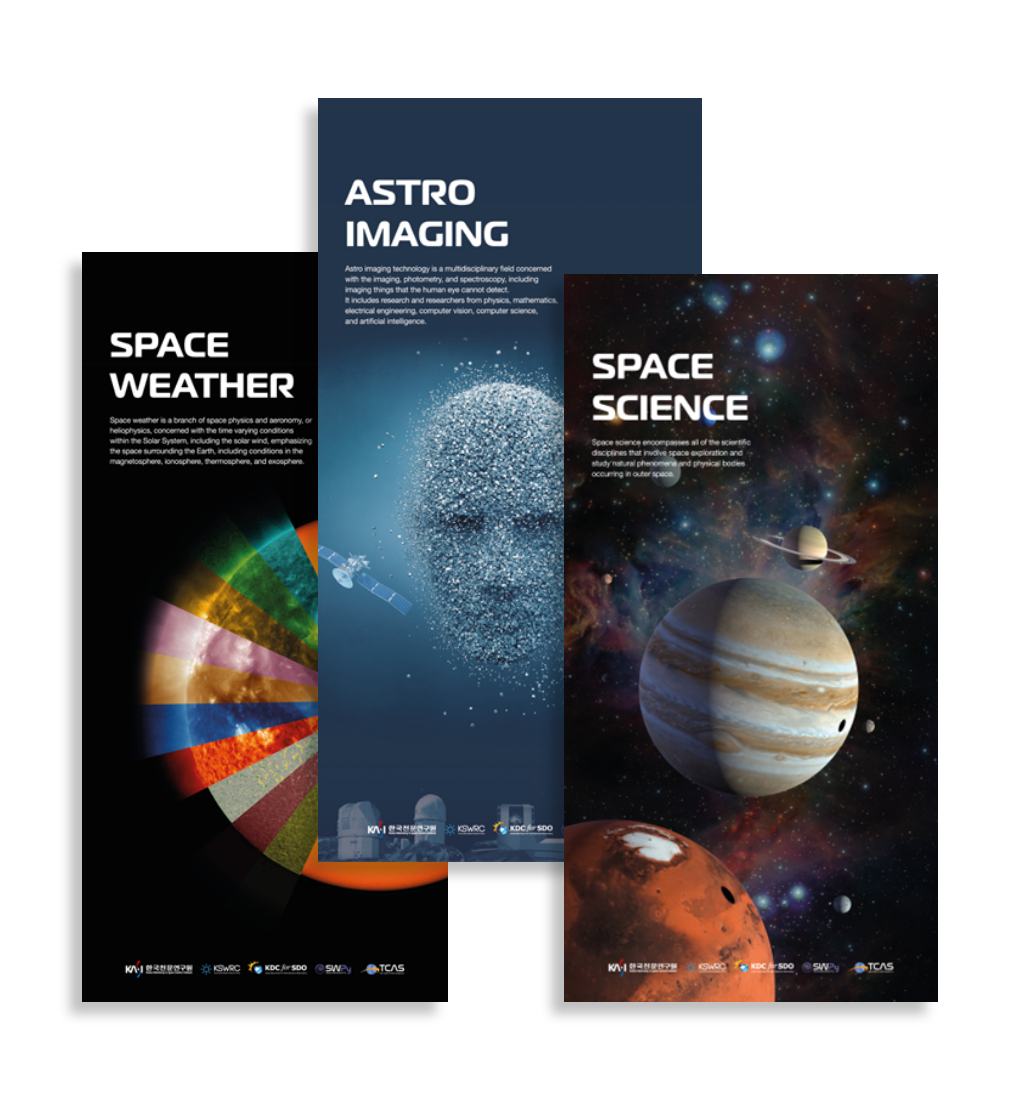 ASTRO
IMAGING
Astro imaging technology is a multidisciplinary field concerned
with the imaging, photometry, and spectroscopy, including
imaging things that the human eye cannot detect.
It includes research and researchers from physics, mathematics,
electrical engineering, computer vision, computer science,
and artificial intelligence.
KASI 한국천문연구원 KSWRC KDC for SDO
SPACE
WEATHER
Space weather is a branch of space physics and aeronomy, or
heliophysics, concerned with the time varying conditions
within the Solar System, including the solar wind, emphasizing
the space surrounding the Earth, including conditions in the
magnetosphere, ionosphere, thermosphere, and exosphere.
KASI 한국천문연구원 KSWRC KDC for SDO SWPy TCAS
SPACE
SCIENCE
Space science encompasses all of the scientific
disciplines that involve space exploration and
study natural phenomena and physical bodies
occurring in outer space.
KASI 한국천문연구원 KSWRC KDC for SDO SWPy TCAS